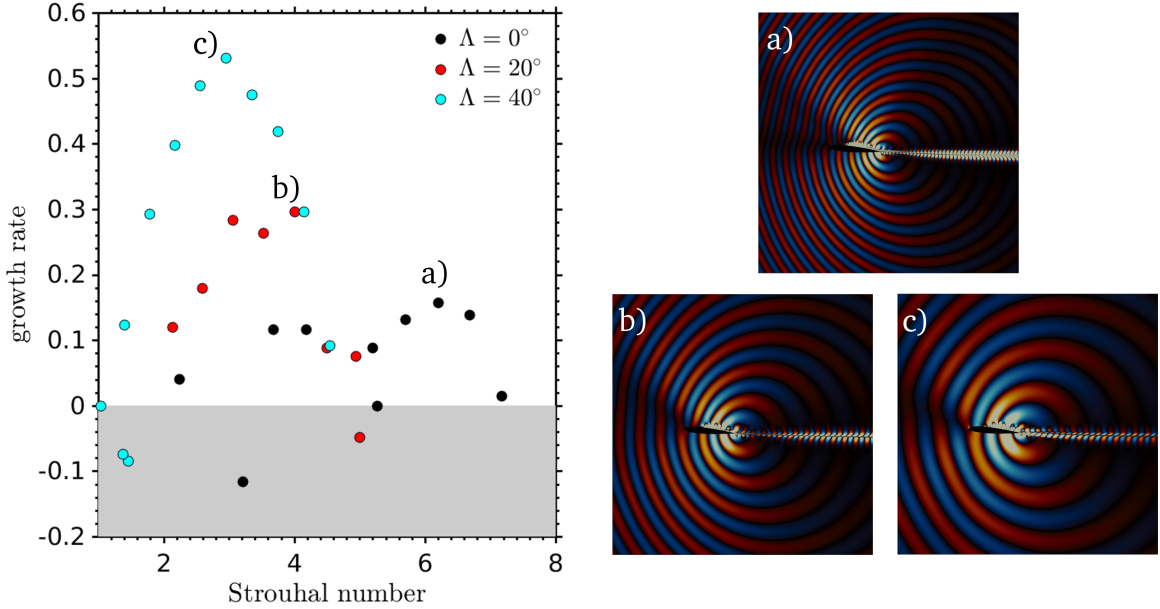 growth rate
0.6
0.5
0.4
0.3
0.2
0.1
0
-0.1
-0.2
2
4
6
8
Strouhal number
Λ = 0°
Λ = 20°
Λ = 40°
c)
b)
a)
a)
b)
c)